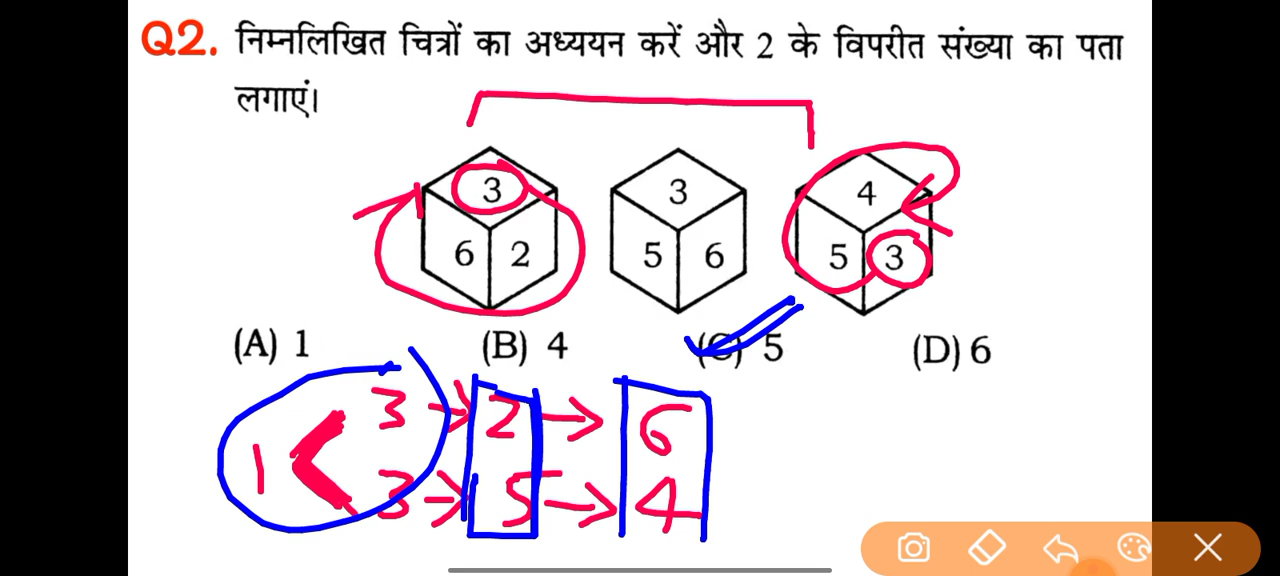 Q2. निम्नलिखित चित्रों का अध्ययन करें और 2 के विपरीत संख्या का पता
लगाएं।
3 3 4
6 2 5 6 5 3
(A) 1 (B) 4 (C) 5 (D) 6
3 → 2 → 6
1 <
3 → 5 → 4